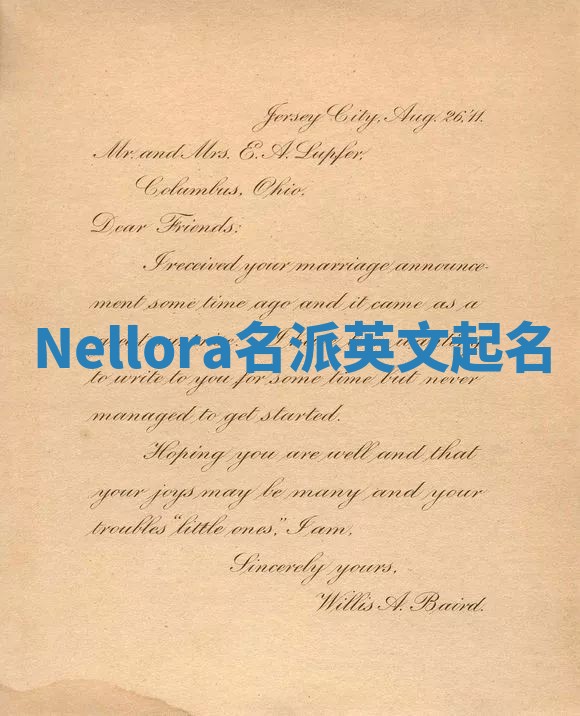 Jersey City, Aug. 26, '11.
Mr. and Mrs. E. A. Lupfer,
Columbus, Ohio.
Dear Friends:
I received your marriage announce-
ment some time ago and it came as a
Nellora名派英文起名
to write to you for some time but never
managed to get started.
Hoping you are well and that
your joys may be many and your
troubles "little ones," I am,
Sincerely yours,
Willis A. Baird.